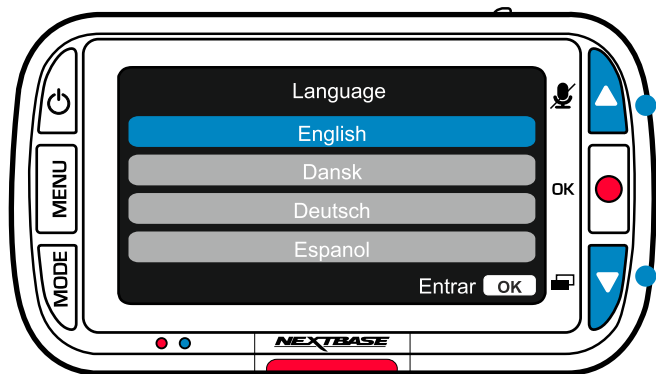 Language
English
Dansk
Deutsch
Espanol
Entrar OK
MENU
MODE
OK
NEXTBASE